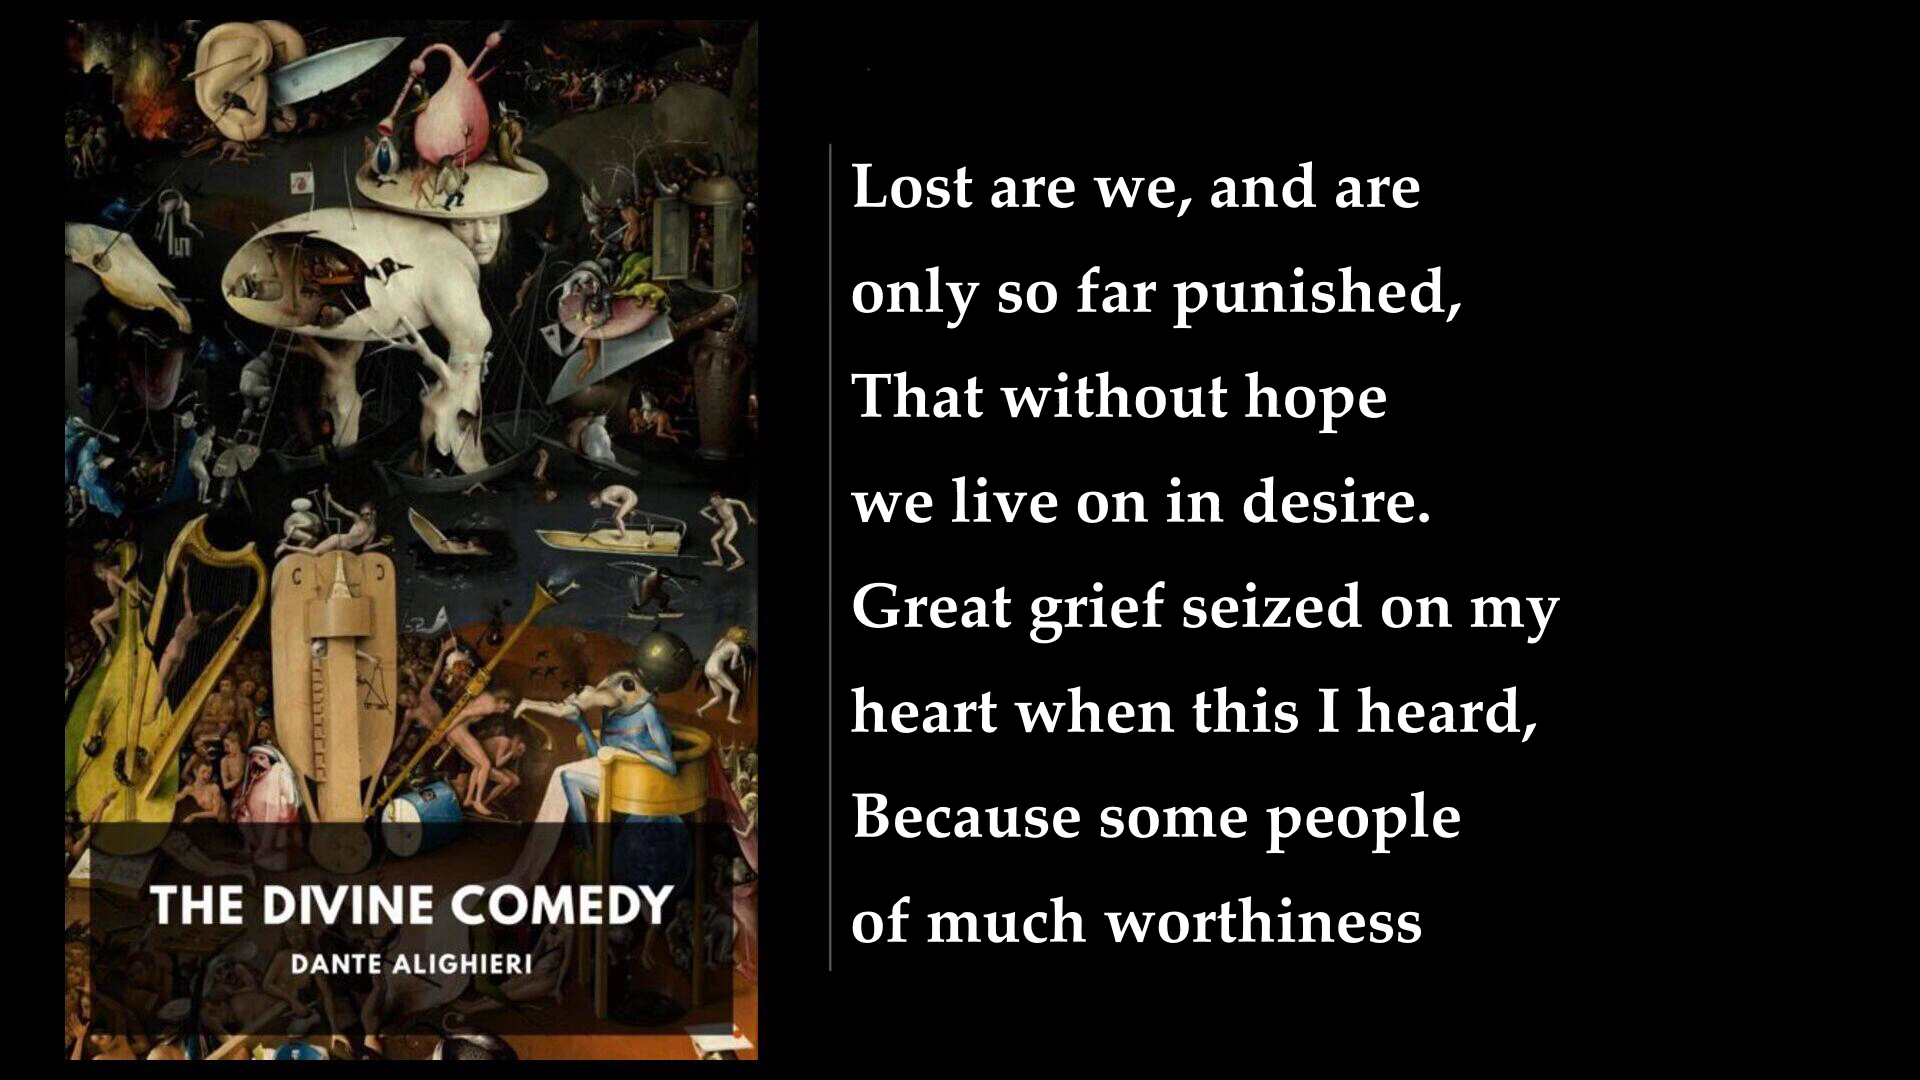 THE DIVINE COMEDY
DANTE ALIGHIERI
Lost are we, and are
only so far punished,
That without hope
we live on in desire.
Great grief seized on my
heart when this I heard,
Because some people
of much worthiness